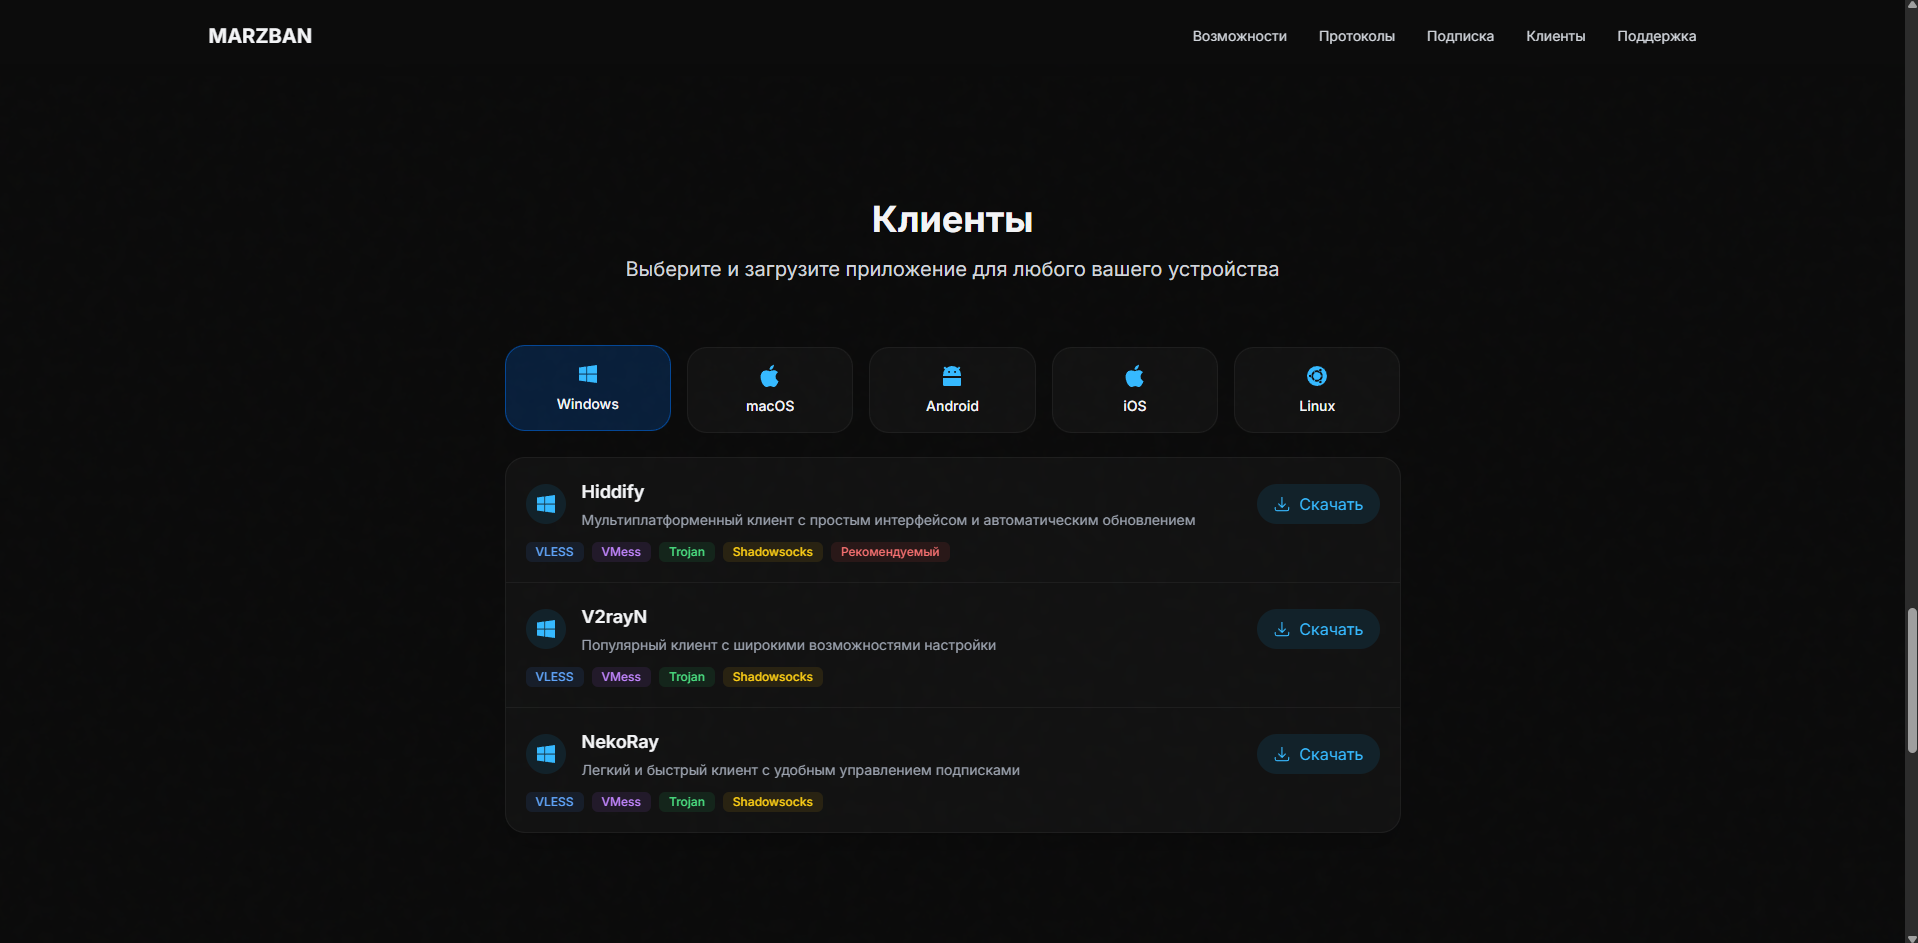 MARZBAN
Возможности Протоколы Подписка Клиенты Поддержка
Клиенты
Выберите и загрузите приложение для любого вашего устройства
Windows macOS Android iOS Linux
Hiddify
Мультиплатформенный клиент с простым интерфейсом и автоматическим обновлением
Скачать
VLESS VMess Trojan Shadowsocks Рекомендуемый
V2rayN
Популярный клиент с широкими возможностями настройки
Скачать
VLESS VMess Trojan Shadowsocks
NekoRay
Легкий и быстрый клиент с удобным управлением подписками
Скачать
VLESS VMess Trojan Shadowsocks